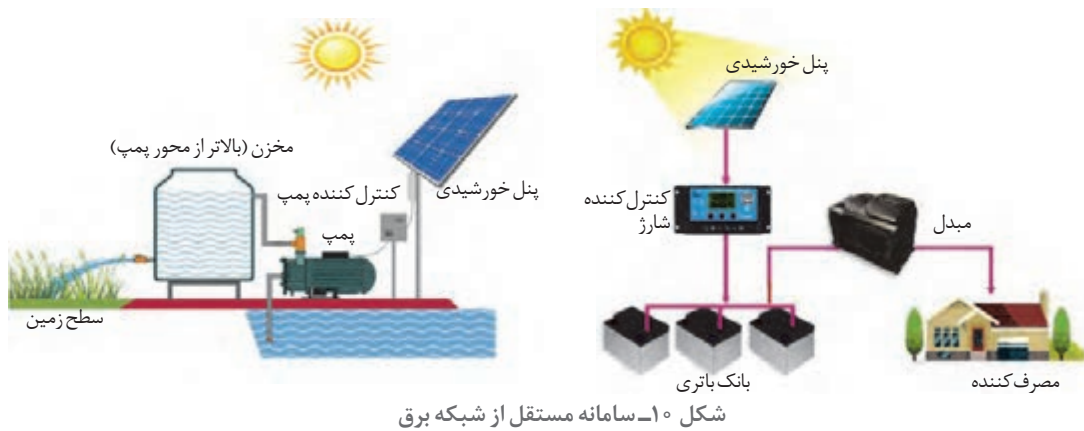 پنل خورشیدی
کنترل کننده
شارژ
مبدل
بانک باتری
مصرف کننده
مخزن (بالاتر از محور پمپ)
کنترل کننده پمپ
پنل خورشیدی
پمپ
سطح زمین
شکل ۱۰ــ سامانه مستقل از شبکه برق